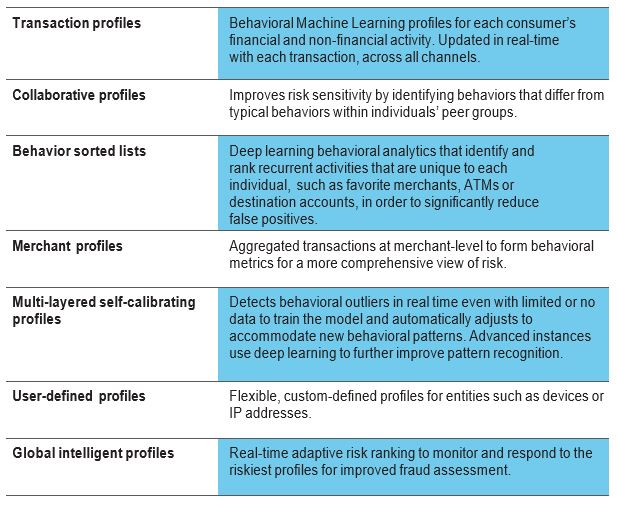 Transaction profiles
Behavioral Machine Learning profiles for each consumer's
financial and non-financial activity. Updated in real-time
with each transaction, across all channels.
Collaborative profiles
Improves risk sensitivity by identifying behaviors that differ from
typical behaviors within individuals' peer groups.
Behavior sorted lists
Deep learning behavioral analytics that identify and
rank recurrent activities that are unique to each
individual, such as favorite merchants, ATMs or
destination accounts, in order to significantly reduce
false positives.
Merchant profiles
Aggregated transactions at merchant-level to form behavioral
metrics for a more comprehensive view of risk.
Multi-layered self-calibrating
profiles
Detects behavioral outliers in real time even with limited or no
data to train the model and automatically adjusts to
accommodate new behavioral patterns. Advanced instances
use deep learning to further improve pattern recognition.
User-defined profiles
Flexible, custom-defined profiles for entities such as devices or
IP addresses.
Global intelligent profiles
Real-time adaptive risk ranking to monitor and respond to the
riskiest profiles for improved fraud assessment.